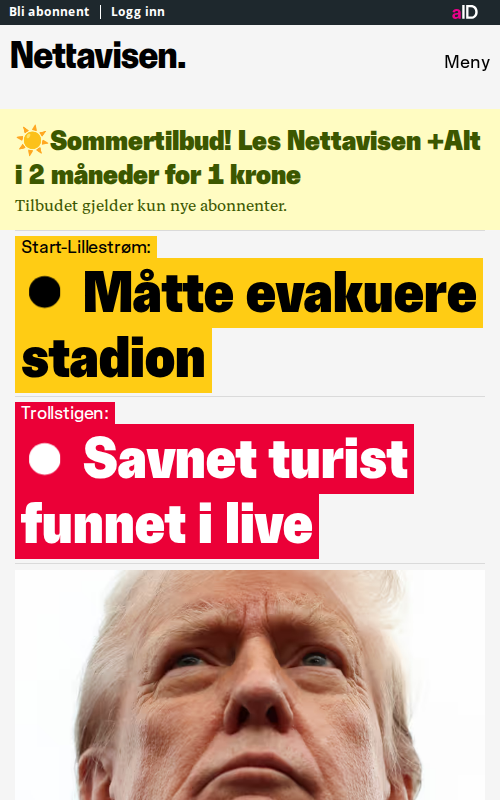 Bli abonnent | Logg inn
aID
Nettavisen.
Meny
☀️Sommertilbud! Les Nettavisen +Alt
i 2 måneder for 1 krone
Tilbudet gjelder kun nye abonnenter.
Start-Lillestrøm:
● Måtte evakuere
stadion
Trollstigen:
● Savnet turist
funnet i live